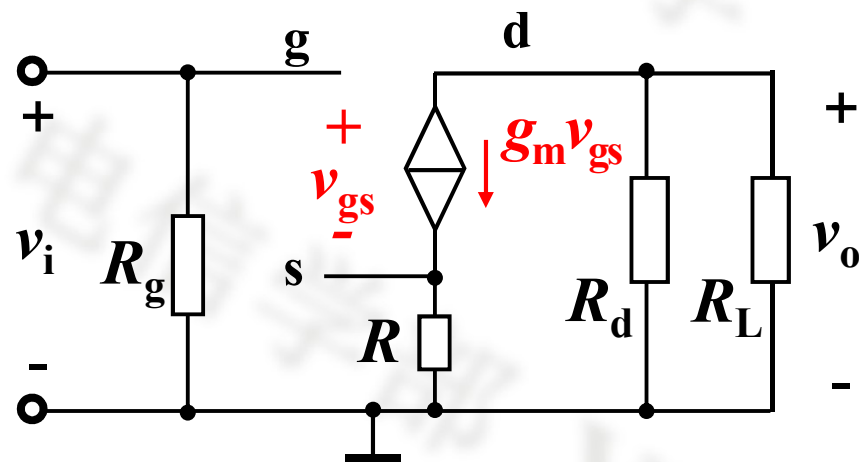 g
d
+
+
+
g_m v_gs
v_gs
-
v_i
R_g
s
R
R_d
R_L
v_o
-
-